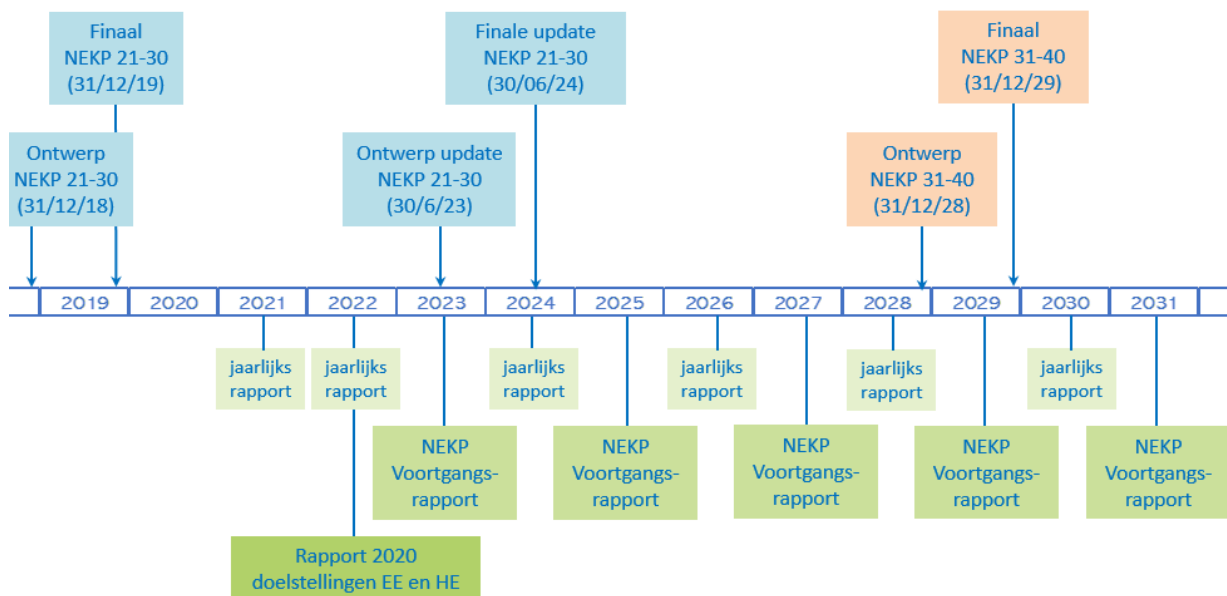 Finaal
NEKP 21-30
(31/12/19)
Finale update
NEKP 21-30
(30/06/24)
Finaal
NEKP 31-40
(31/12/29)
Ontwerp
NEKP 21-30
(31/12/18)
Ontwerp update
NEKP 21-30
(30/6/23)
Ontwerp
NEKP 31-40
(31/12/28)
2019 2020 2021 2022 2023 2024 2025 2026 2027 2028 2029 2030 2031
jaarlijks
rapport
jaarlijks
rapport
jaarlijks
rapport
jaarlijks
rapport
jaarlijks
rapport
jaarlijks
rapport
NEKP
Voortgangs-
rapport
NEKP
Voortgangs-
rapport
NEKP
Voortgangs-
rapport
NEKP
Voortgangs-
rapport
NEKP
Voortgangs-
rapport
Rapport 2020
doelstellingen EE en HE